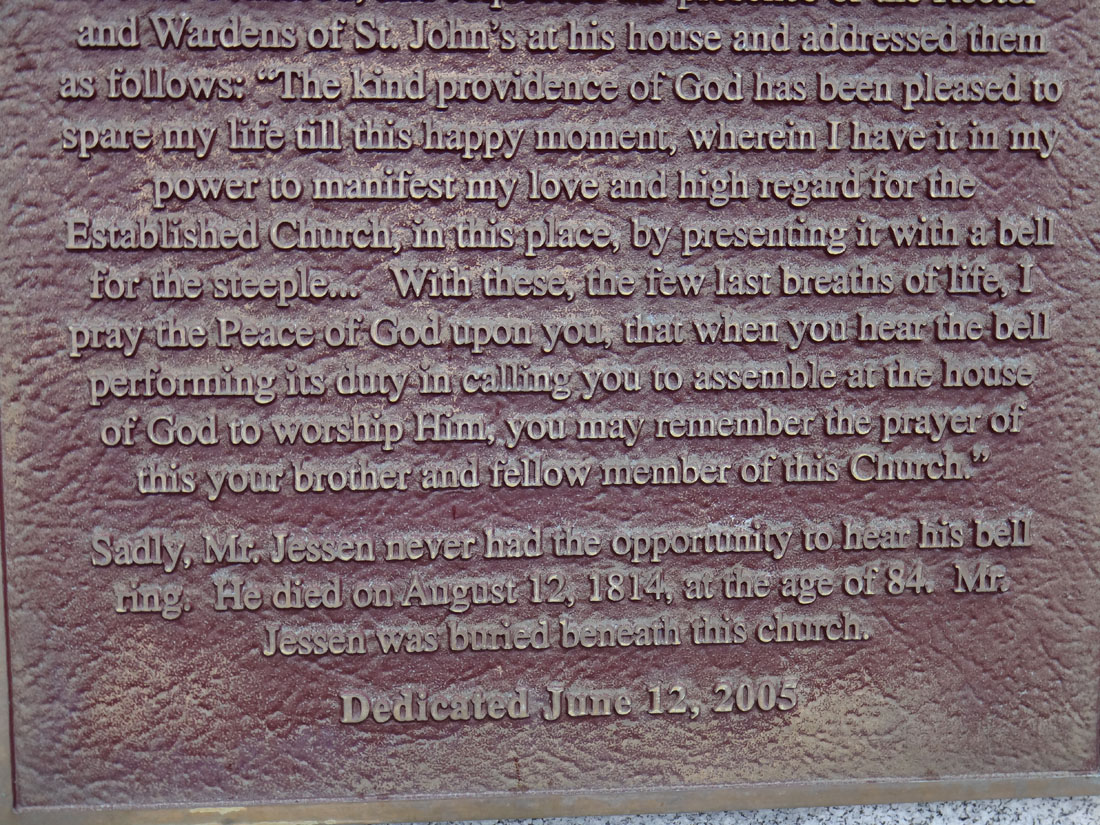 presence of the Rector
and Wardens of St. John's at his house and addressed them
as follows: “The kind providence of God has been pleased to
spare my life till this happy moment, wherein I have it in my
power to manifest my love and high regard for the
Established Church, in this place, by presenting it with a bell
for the steeple... With these, the few last breaths of life, I
pray the Peace of God upon you, that when you hear the bell
performing its duty in calling you to assemble at the house
of God to worship Him, you may remember the prayer of
this your brother and fellow member of this Church.”
Sadly, Mr. Jessen never had the opportunity to hear his bell
ring. He died on August 12, 1814, at the age of 84. Mr.
Jessen was buried beneath this church.
Dedicated June 12, 2005